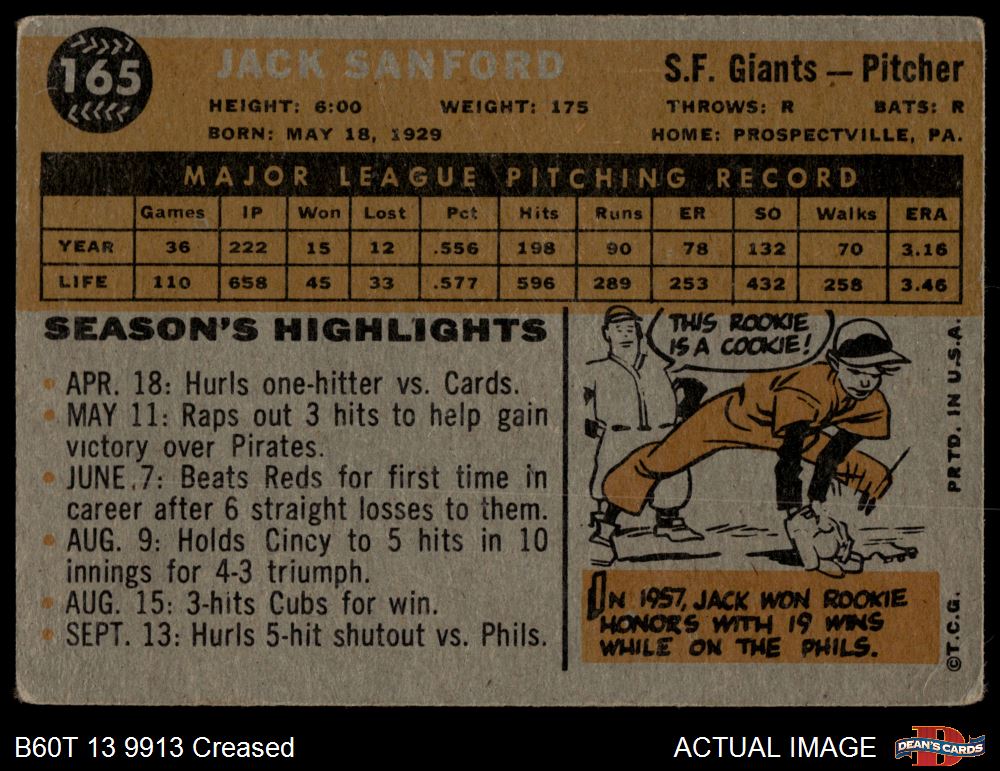 165
JACK SANFORD
S.F. Giants — Pitcher
HEIGHT: 6:00 WEIGHT: 175 THROWS: R BATS: R
BORN: MAY 18, 1929 HOME: PROSPECTVILLE, PA.
MAJOR LEAGUE PITCHING RECORD
Games IP Won Lost Pct Hits Runs ER SO Walks ERA
YEAR 36 222 15 12 .556 198 90 78 132 70 3.16
LIFE 110 658 45 33 .577 596 289 253 432 258 3.46
SEASON'S HIGHLIGHTS
• APR. 18: Hurls one-hitter vs. Cards.
• MAY 11: Raps out 3 hits to help gain
victory over Pirates.
• JUNE 7: Beats Reds for first time in
career after 6 straight losses to them.
• AUG. 9: Holds Cincy to 5 hits in 10
innings for 4-3 triumph.
• AUG. 15: 3-hits Cubs for win.
• SEPT. 13: Hurls 5-hit shutout vs. Phils.
THIS ROOKIE
IS A COOKIE!
IN 1957, JACK WON ROOKIE
HONORS WITH 19 WINS
WHILE ON THE PHILS.
©T.C.G. PRTD. IN U.S.A.
B60T 13 9913 Creased
ACTUAL IMAGE
DEAN'S CARDS